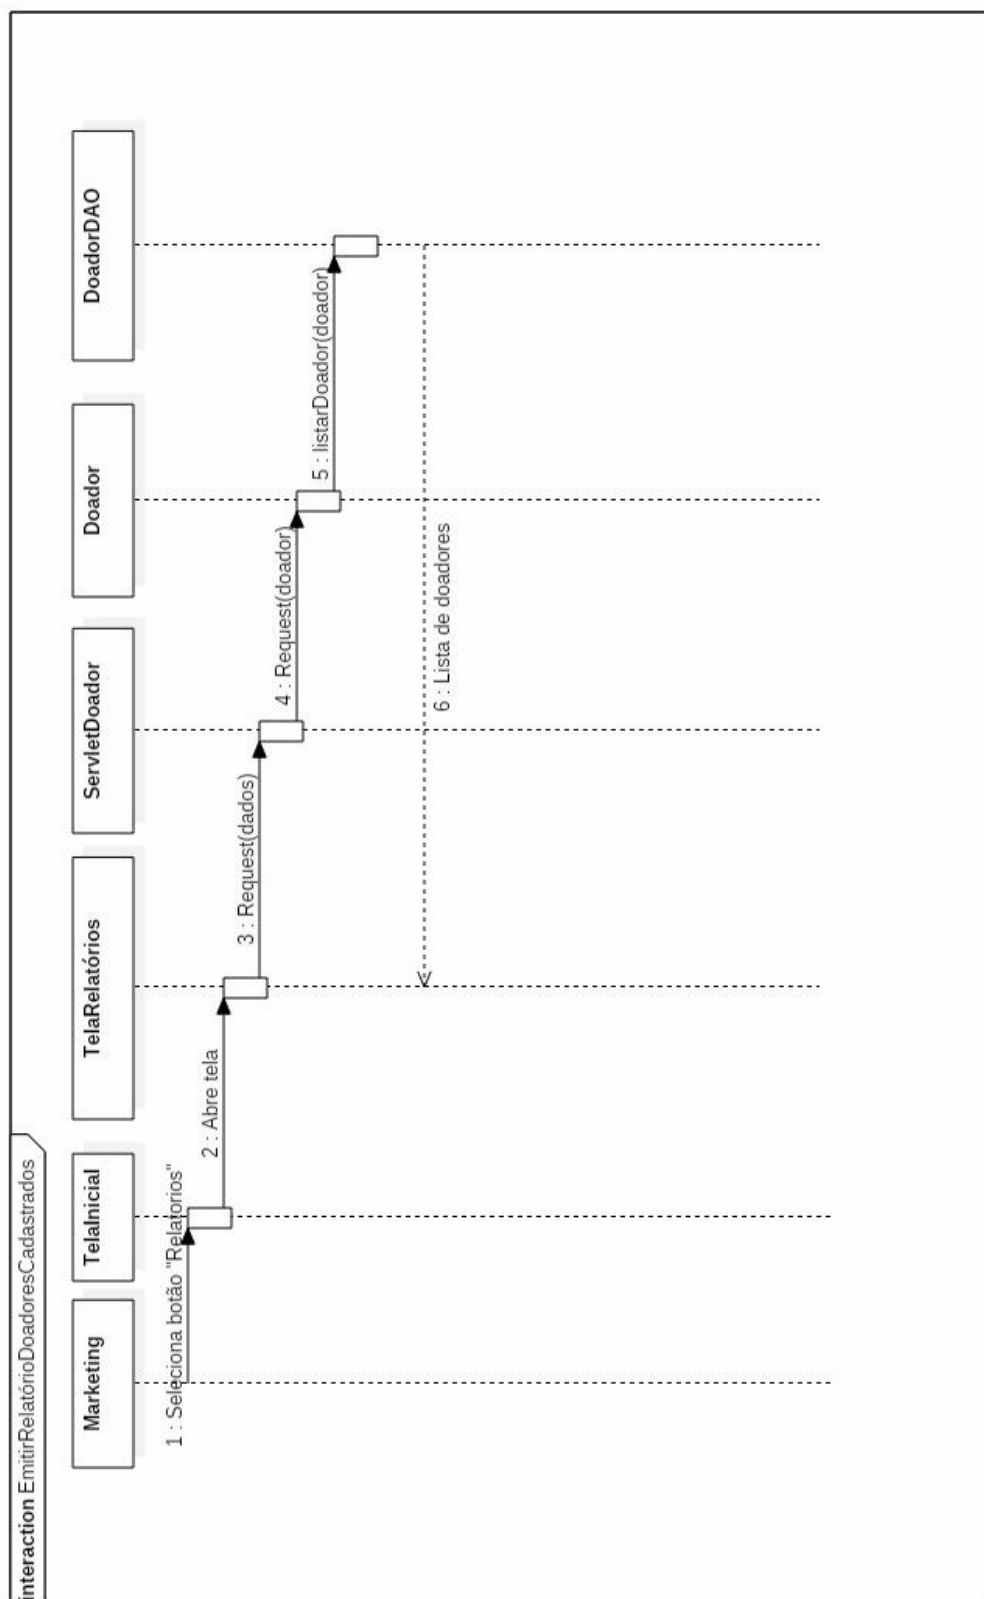 interaction EmitirRelatórioDoadoresCadastrados
Marketing
TelaInicial
TelaRelatórios
ServletDoador
Doador
DoadorDAO
1 : Seleciona botão "Relatorios"
2 : Abre tela
3 : Request(dados)
4 : Request(doador)
5 : listarDoador(doador)
6 : Lista de doadores